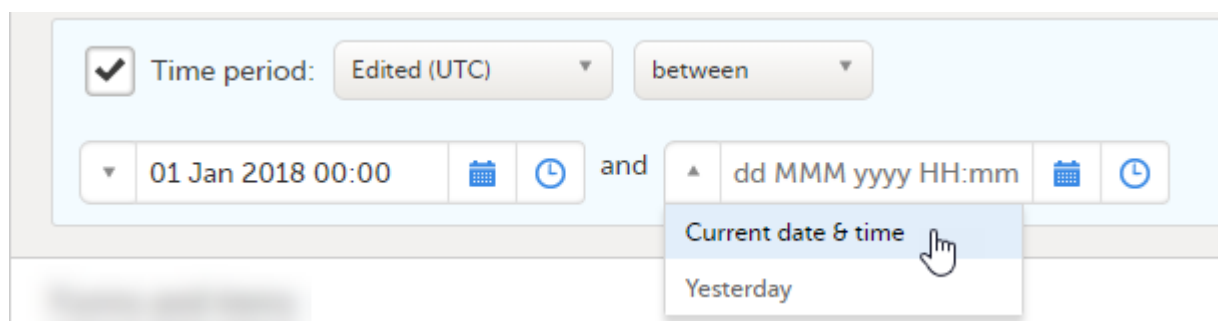 Time period: Edited (UTC) between
01 Jan 2018 00:00 and dd MMM yyyy HH:mm
Current date & time
Yesterday